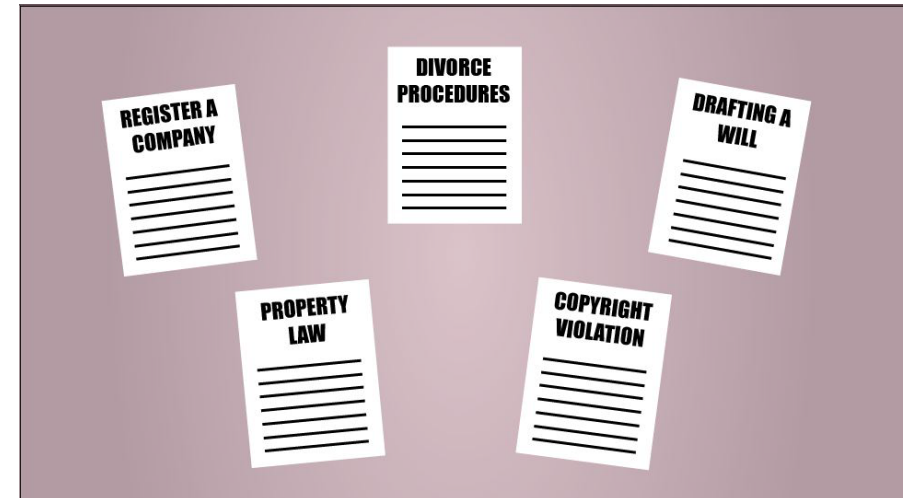 REGISTER A
COMPANY
DIVORCE
PROCEDURES
DRAFTING A
WILL
PROPERTY
LAW
COPYRIGHT
VIOLATION